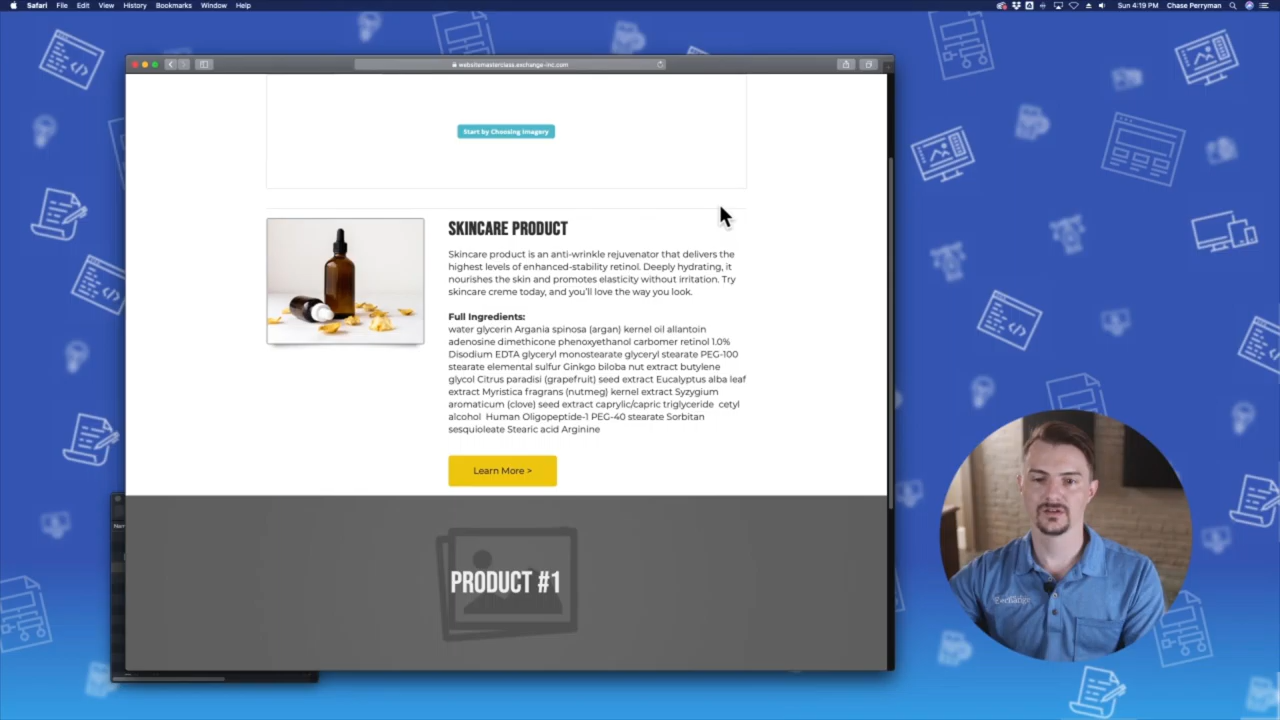 Safari File Edit View History Bookmarks Window Help
Sun 4:19 PM Chase Perryman
websitemasterclass.exchange-inc.com
Start by Choosing Imagery
SKINCARE PRODUCT
Skincare product is an anti-wrinkle rejuvenator that delivers the
highest levels of enhanced-stability retinol. Deeply hydrating, it
nourishes the skin and promotes elasticity without irritation. Try
skincare creme today, and you'll love the way you look.
Full Ingredients:
water glycerin Argania spinosa (argan) kernel oil allantoin
adenosine dimethicone phenoxyethanol carbomer retinol 1.0%
Disodium EDTA glyceryl monostearate glyceryl stearate PEG-100
stearate elemental sulfur Ginkgo biloba nut extract butylene
glycol Citrus paradisi (grapefruit) seed extract Eucalyptus alba leaf
extract Myristica fragrans (nutmeg) kernel extract Syzygium
aromaticum (clove) seed extract caprylic/capric triglyceride cetyl
alcohol Human Oligopeptide-1 PEG-40 stearate Sorbitan
sesquioleate Stearic acid Arginine
Learn More >
PRODUCT #1
Exchange